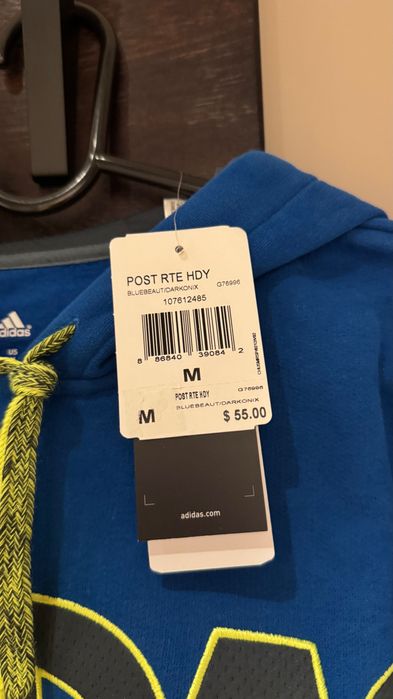 POST RTE HDY
BLUEBEAUT/DARKONIX G76996
107612485
8 86840 39084 2
M
M POST RTE HDY G76996
BLUEBEAUT/DARKONIX
$ 55.00
adidas.com
adidas
US